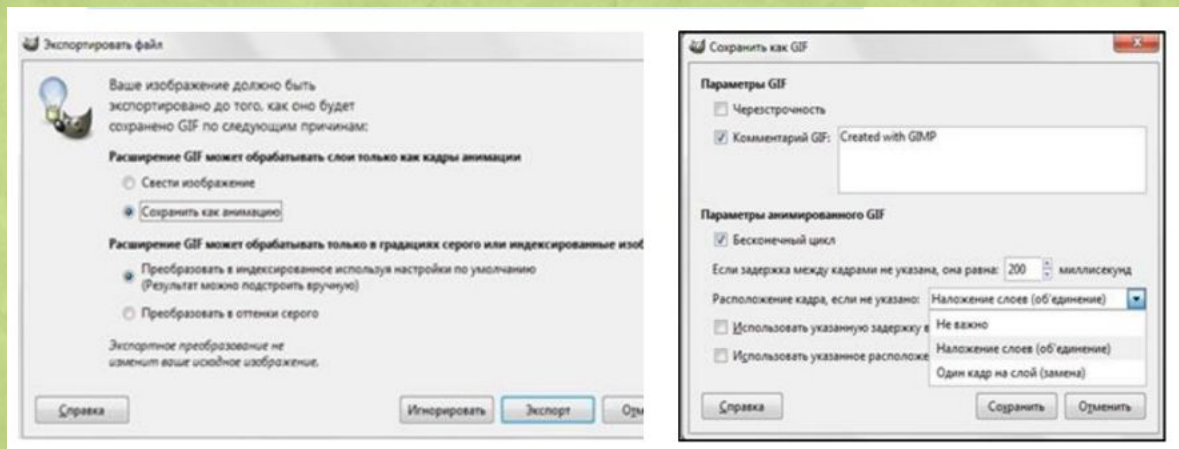 Экспортировать файл
Ваше изображение должно быть
экспортировано до того, как оно будет
сохранено GIF по следующим причинам:
Расширение GIF может обрабатывать слои только как кадры анимации
Свести изображение
Сохранить как анимацию
Расширение GIF может обрабатывать только в градациях серого или индексированные изоб
Преобразовать в индексированное используя настройки по умолчанию
(Результат можно подстроить вручную)
Преобразовать в оттенки серого
Экспортное преобразование не
изменит ваше исходное изображение.
Справка
Игнорировать
Экспорт
Отм
Сохранить как GIF
Параметры GIF
Черезстрочность
Комментарий GIF: Created with GIMP
Параметры анимированного GIF
Бесконечный цикл
Если задержка между кадрами не указана, она равна: 200 миллисекунд
Расположение кадра, если не указано: Наложение слоев (об'единение)
Использовать указанную задержку в
Не важно
Наложение слоев (об'единение)
Использовать указанное расположе
Один кадр на слой (замена)
Справка
Сохранить
Отменить